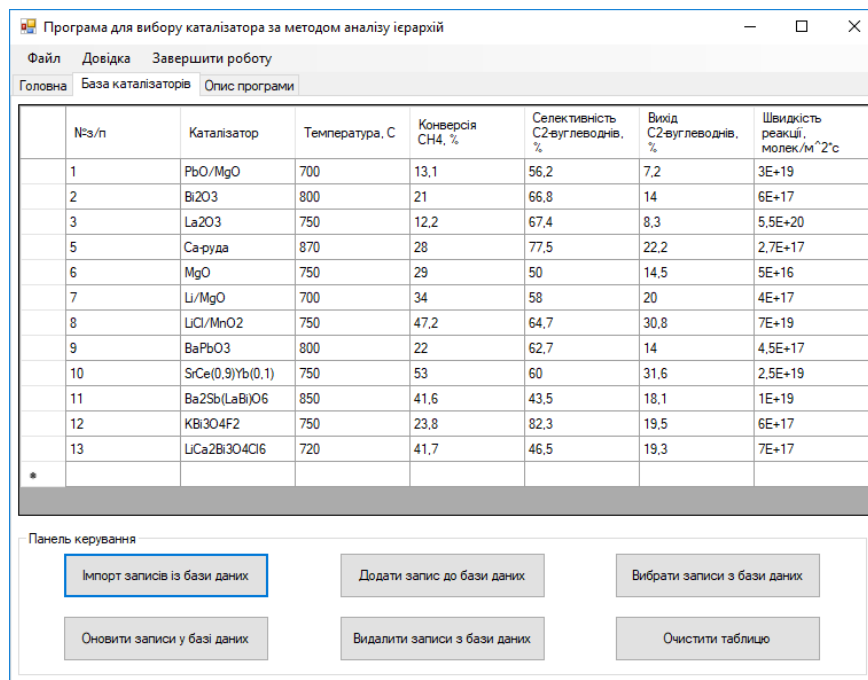 Програма для вибору каталізатора за методом аналізу ієрархій
Файл Довідка Завершити роботу
Головна База каталізаторів Опис програми
№з/п Каталізатор Температура, С Конверсія CH4, % Селективність С2-вуглеводнів, % Вихід С2-вуглеводнів, % Швидкість реакції, молек/м^2*с
1 PbO/MgO 700 13,1 56,2 7,2 3E+19
2 Bi2O3 800 21 66,8 14 6E+17
3 La2O3 750 12,2 67,4 8,3 5,5E+20
5 Са-руда 870 28 77,5 22,2 2,7E+17
6 MgO 750 29 50 14,5 5E+16
7 Li/MgO 700 34 58 20 4E+17
8 LiCl/MnO2 750 47,2 64,7 30,8 7E+19
9 BaPbO3 800 22 62,7 14 4,5E+17
10 SrCe(0,9)Yb(0,1) 750 53 60 31,6 2,5E+19
11 Ba2Sb(LaBi)O6 850 41,6 43,5 18,1 1E+19
12 KBi3O4F2 750 23,8 82,3 19,5 6E+17
13 LiCa2Bi3O4Cl6 720 41,7 46,5 19,3 7E+17
*
Панель керування
Імпорт записів із бази даних Додати запис до бази даних Вибрати записи з бази даних
Оновити записи у базі даних Видалити записи з бази даних Очистити таблицю